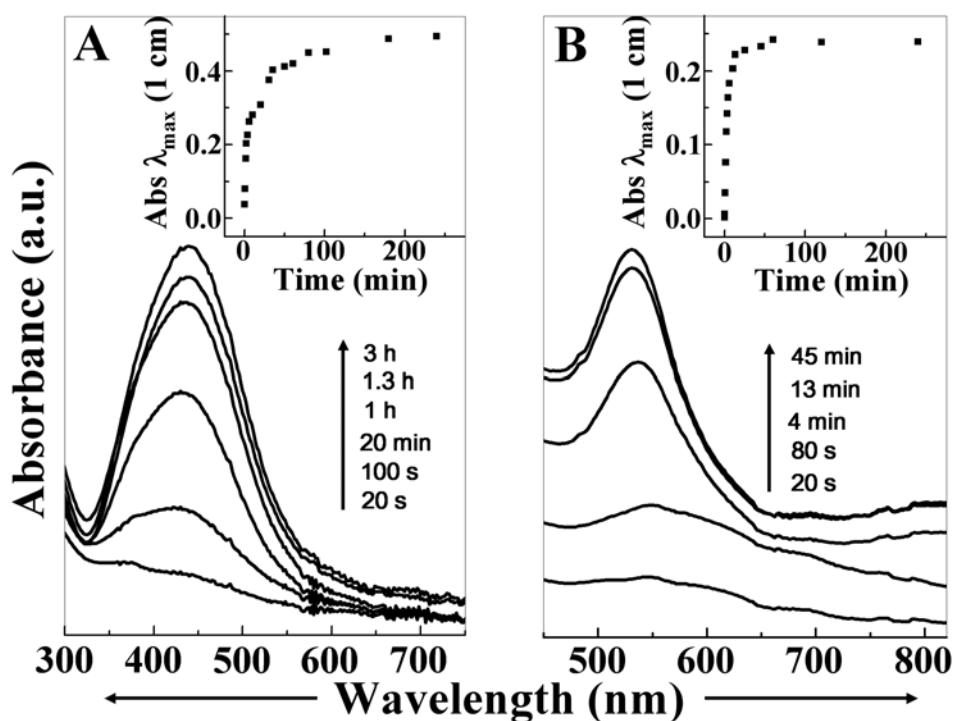 A
Abs λmax (1 cm)
0.4
0.2
0.0
0 100 200
Time (min)
B
Abs λmax (1 cm)
0.2
0.1
0.0
0 100 200
Time (min)
Absorbance (a.u.)
3 h
1.3 h
1 h
20 min
100 s
20 s
45 min
13 min
4 min
80 s
20 s
300 400 500 600 700
500 600 700 800
Wavelength (nm)